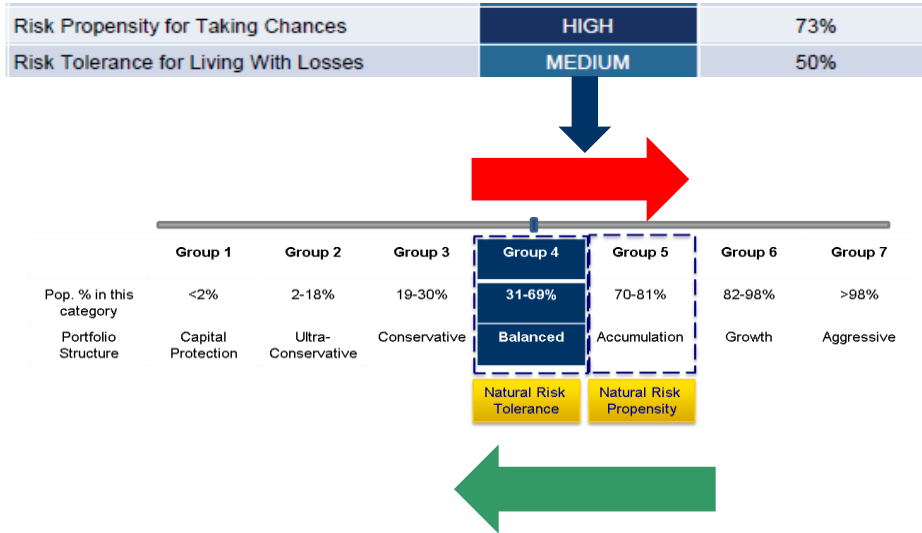 Risk Propensity for Taking Chances HIGH 73%
Risk Tolerance for Living With Losses MEDIUM 50%
Group 1 Group 2 Group 3 Group 4 Group 5 Group 6 Group 7
Pop. % in this category <2% 2-18% 19-30% 31-69% 70-81% 82-98% >98%
Portfolio Structure Capital Protection Ultra-Conservative Conservative Balanced Accumulation Growth Aggressive
Natural Risk Tolerance Natural Risk Propensity